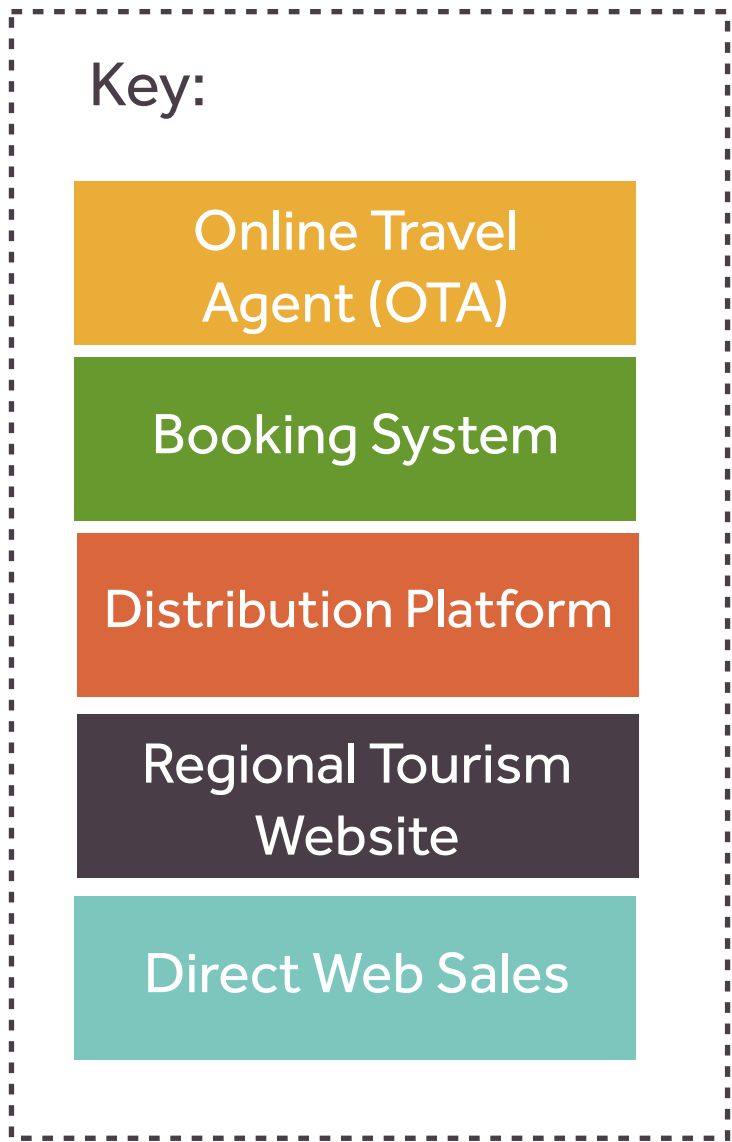 Key:
Online Travel
Agent (OTA)
Booking System
Distribution Platform
Regional Tourism
Website
Direct Web Sales